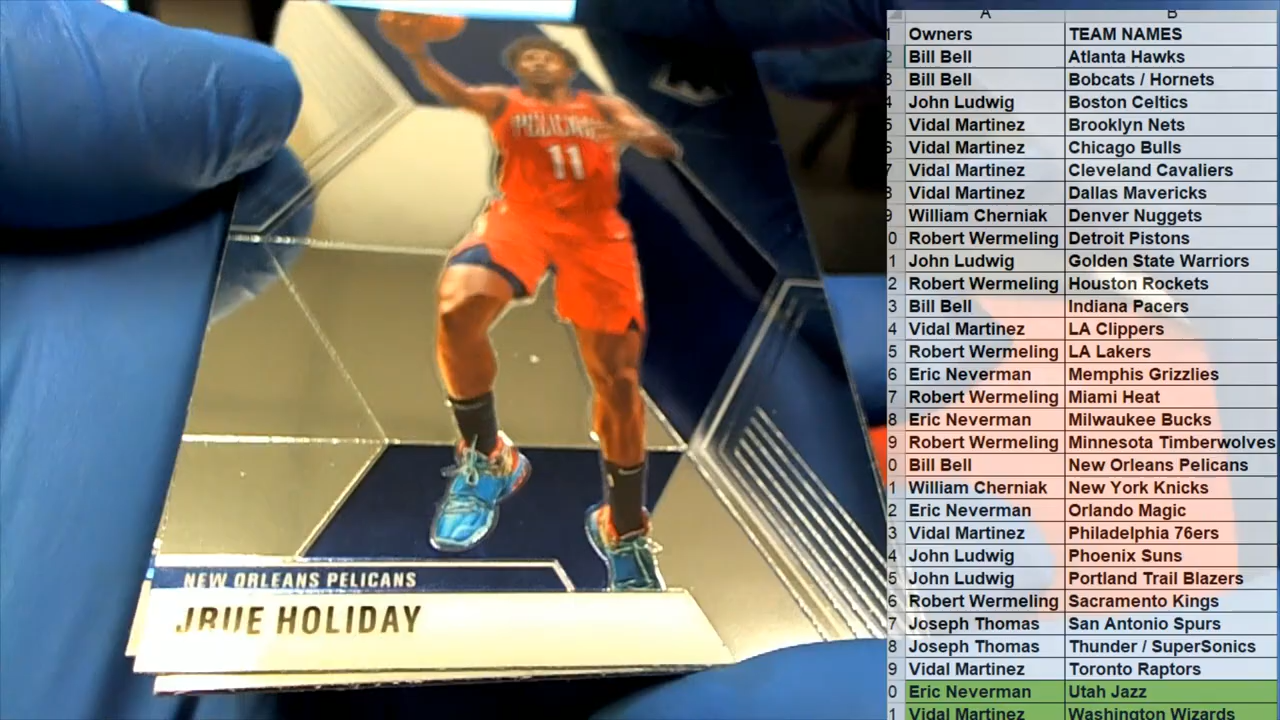 PELICANS
11
NEW ORLEANS PELICANS
JRUE HOLIDAY
A B
1 Owners TEAM NAMES
2 Bill Bell Atlanta Hawks
3 Bill Bell Bobcats / Hornets
4 John Ludwig Boston Celtics
5 Vidal Martinez Brooklyn Nets
6 Vidal Martinez Chicago Bulls
7 Vidal Martinez Cleveland Cavaliers
8 Vidal Martinez Dallas Mavericks
9 William Cherniak Denver Nuggets
0 Robert Wermeling Detroit Pistons
1 John Ludwig Golden State Warriors
2 Robert Wermeling Houston Rockets
3 Bill Bell Indiana Pacers
4 Vidal Martinez LA Clippers
5 Robert Wermeling LA Lakers
6 Eric Neverman Memphis Grizzlies
7 Robert Wermeling Miami Heat
8 Eric Neverman Milwaukee Bucks
9 Robert Wermeling Minnesota Timberwolves
0 Bill Bell New Orleans Pelicans
1 William Cherniak New York Knicks
2 Eric Neverman Orlando Magic
3 Vidal Martinez Philadelphia 76ers
4 John Ludwig Phoenix Suns
5 John Ludwig Portland Trail Blazers
6 Robert Wermeling Sacramento Kings
7 Joseph Thomas San Antonio Spurs
8 Joseph Thomas Thunder / SuperSonics
9 Vidal Martinez Toronto Raptors
0 Eric Neverman Utah Jazz
1 Vidal Martinez Washington Wizards